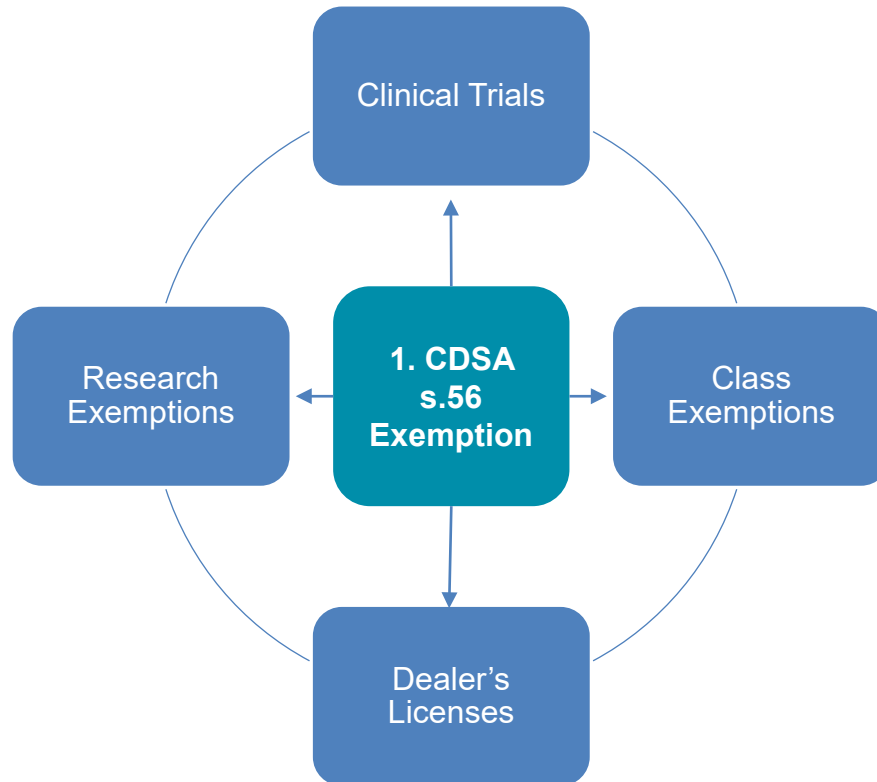 Clinical Trials
Research
Exemptions
1. CDSA
s.56
Exemption
Class
Exemptions
Dealer’s
Licenses